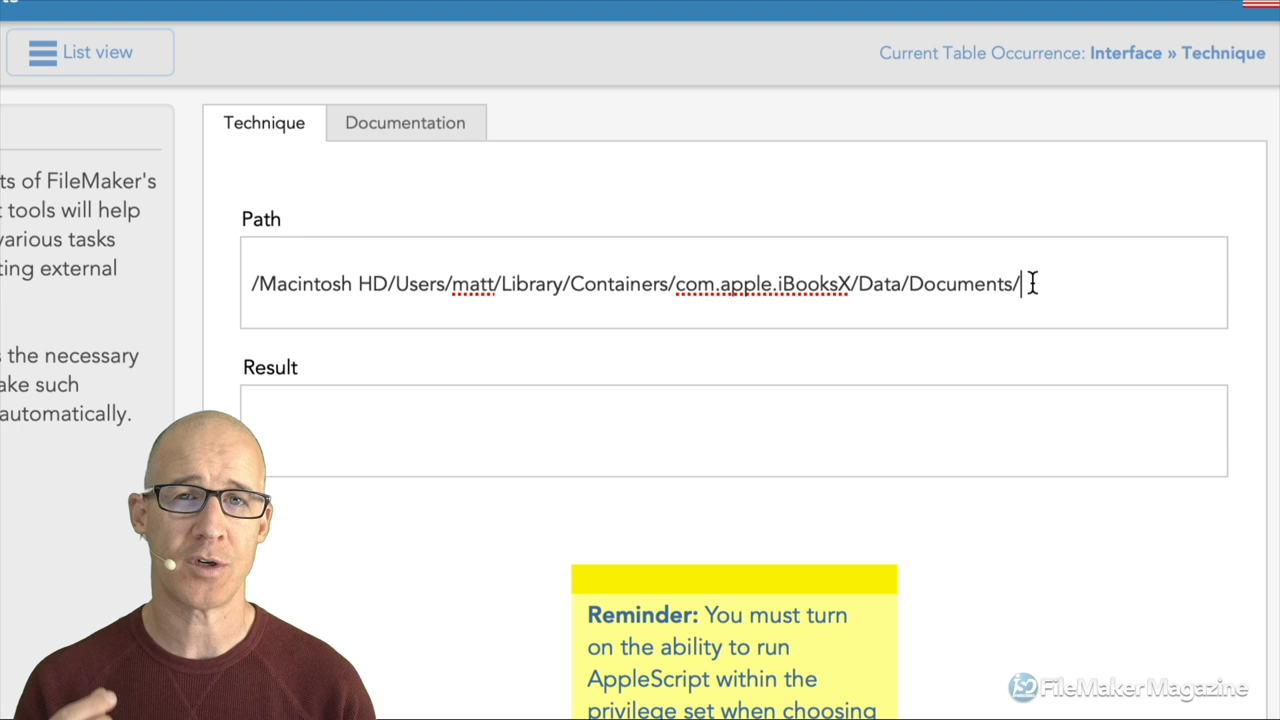 List view
Current Table Occurrence: Interface » Technique
Technique
Documentation
ts of FileMaker's
tools will help
various tasks
ting external
s the necessary
ake such
automatically.
Path
/Macintosh HD/Users/matt/Library/Containers/com.apple.iBooksX/Data/Documents/
Result
Reminder: You must turn
on the ability to run
AppleScript within the
privilege set when choosing
FileMaker Magazine